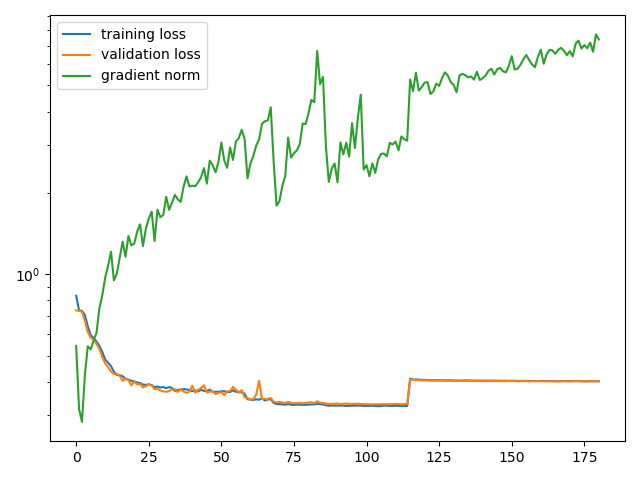 training loss
validation loss
gradient norm
10⁰
0 25 50 75 100 125 150 175